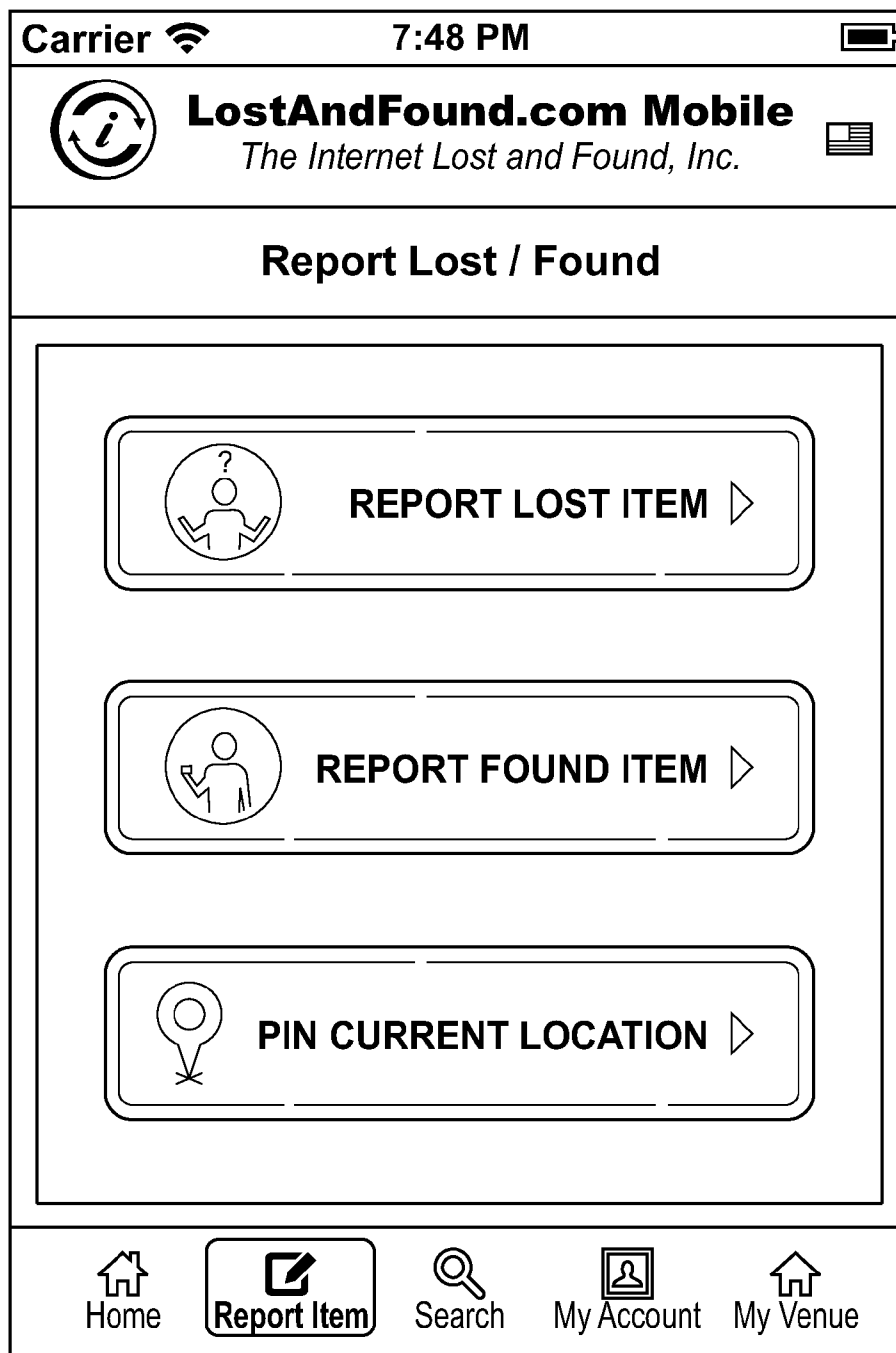 Carrier 7:48 PM
i LostAndFound.com Mobile
The Internet Lost and Found, Inc.
Report Lost / Found
?
REPORT LOST ITEM
REPORT FOUND ITEM
PIN CURRENT LOCATION
Home Report Item Search My Account My Venue